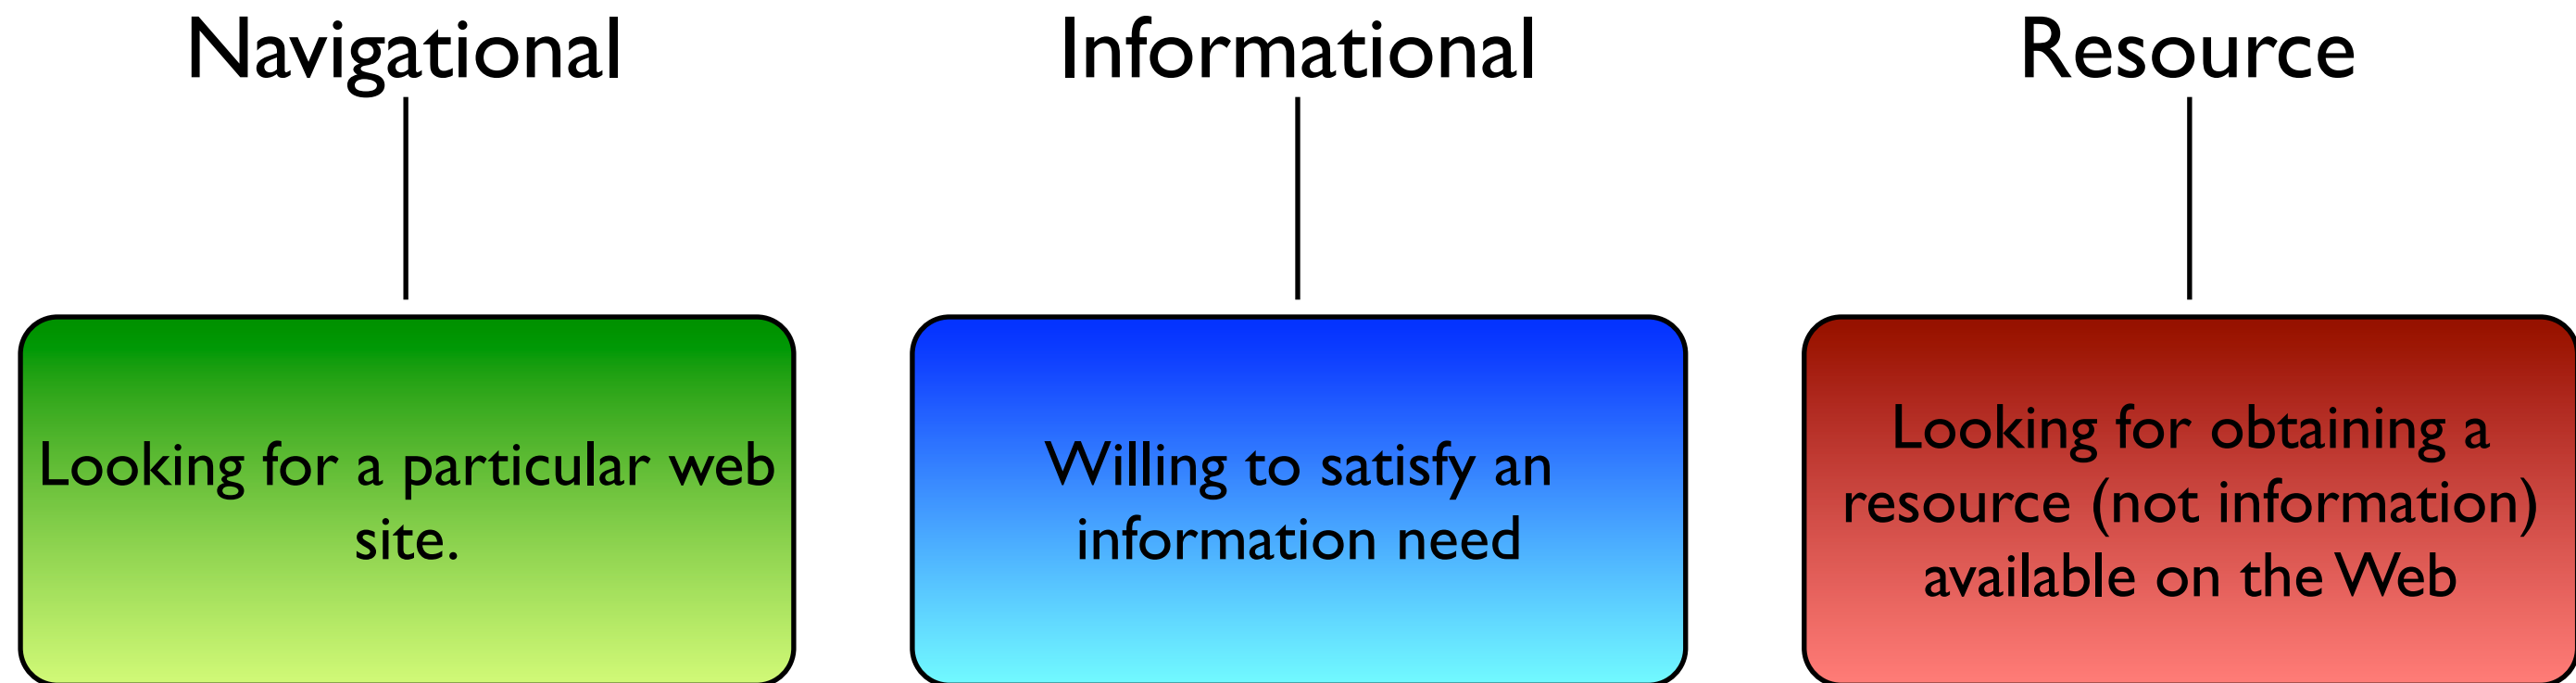 Navigational
Informational
Resource
Looking for a particular web
site.
Willing to satisfy an
information need
Looking for obtaining a
resource (not information)
available on the Web